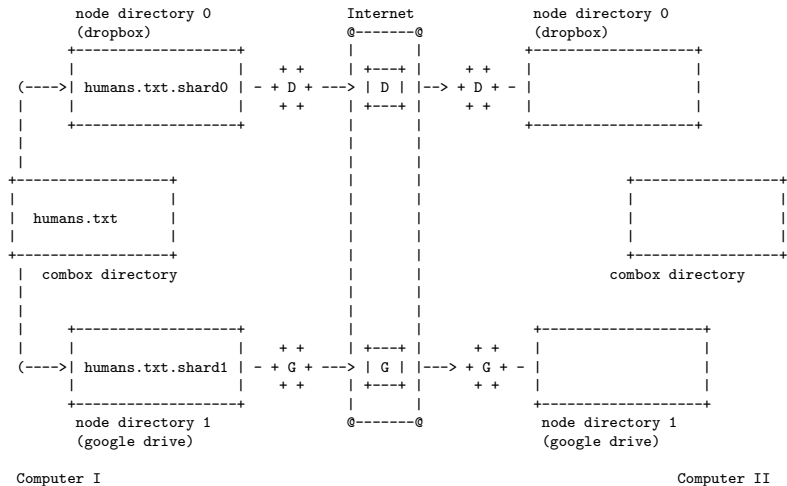 node directory 0 Internet node directory 0
(dropbox) @-------@ (dropbox)
+------------------+ | | +------------------+
| | + + | +---+ | + + | |
(---->| humans.txt.shard0 | - + D + ---> | D | |--> + D + - | |
| | | + + | +---+ | + + | |
| +------------------+ | | +------------------+
| | |
| | |
+------------------+ | | +-----------------+
| | | | | |
| humans.txt | | | | |
| | | | | |
+------------------+ | | +-----------------+
| combox directory | | combox directory
| | |
| | |
| +------------------+ | | +------------------+
| | | + + | +---+ | + + | |
(---->| humans.txt.shard1 | - + G + ---> | G | |---> + G + - | |
| | + + | +---+ | + + | |
+------------------+ | | +------------------+
node directory 1 @-------@ node directory 1
(google drive) (google drive)
Computer I Computer II